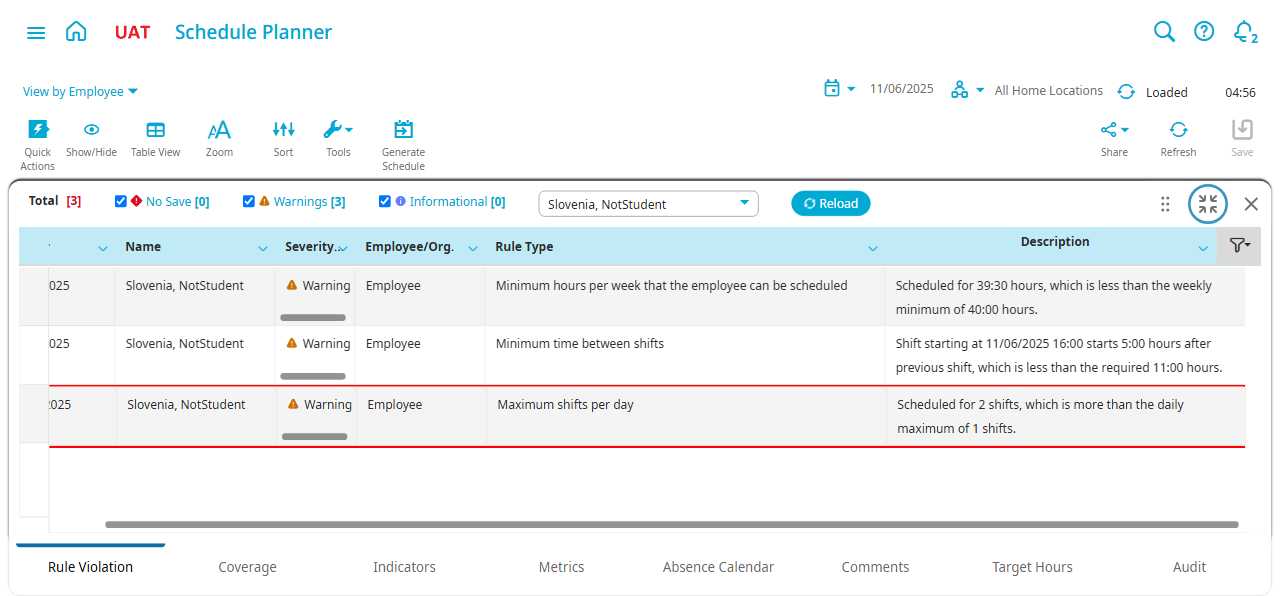 UAT Schedule Planner
2
View by Employee
11/06/2025 All Home Locations Loaded 04:56
Quick Actions
Show/Hide
Table View
Zoom
Sort
Tools
Generate Schedule
Share
Refresh
Save
Total [3] No Save [0] Warnings [3] Informational [0] Slovenia, NotStudent Reload
Name Severity... Employee/Org. Rule Type Description
025 Slovenia, NotStudent Warning Employee Minimum hours per week that the employee can be scheduled Scheduled for 39:30 hours, which is less than the weekly
minimum of 40:00 hours.
025 Slovenia, NotStudent Warning Employee Minimum time between shifts Shift starting at 11/06/2025 16:00 starts 5:00 hours after
previous shift, which is less than the required 11:00 hours.
2025 Slovenia, NotStudent Warning Employee Maximum shifts per day Scheduled for 2 shifts, which is more than the daily
maximum of 1 shifts.
Rule Violation Coverage Indicators Metrics Absence Calendar Comments Target Hours Audit